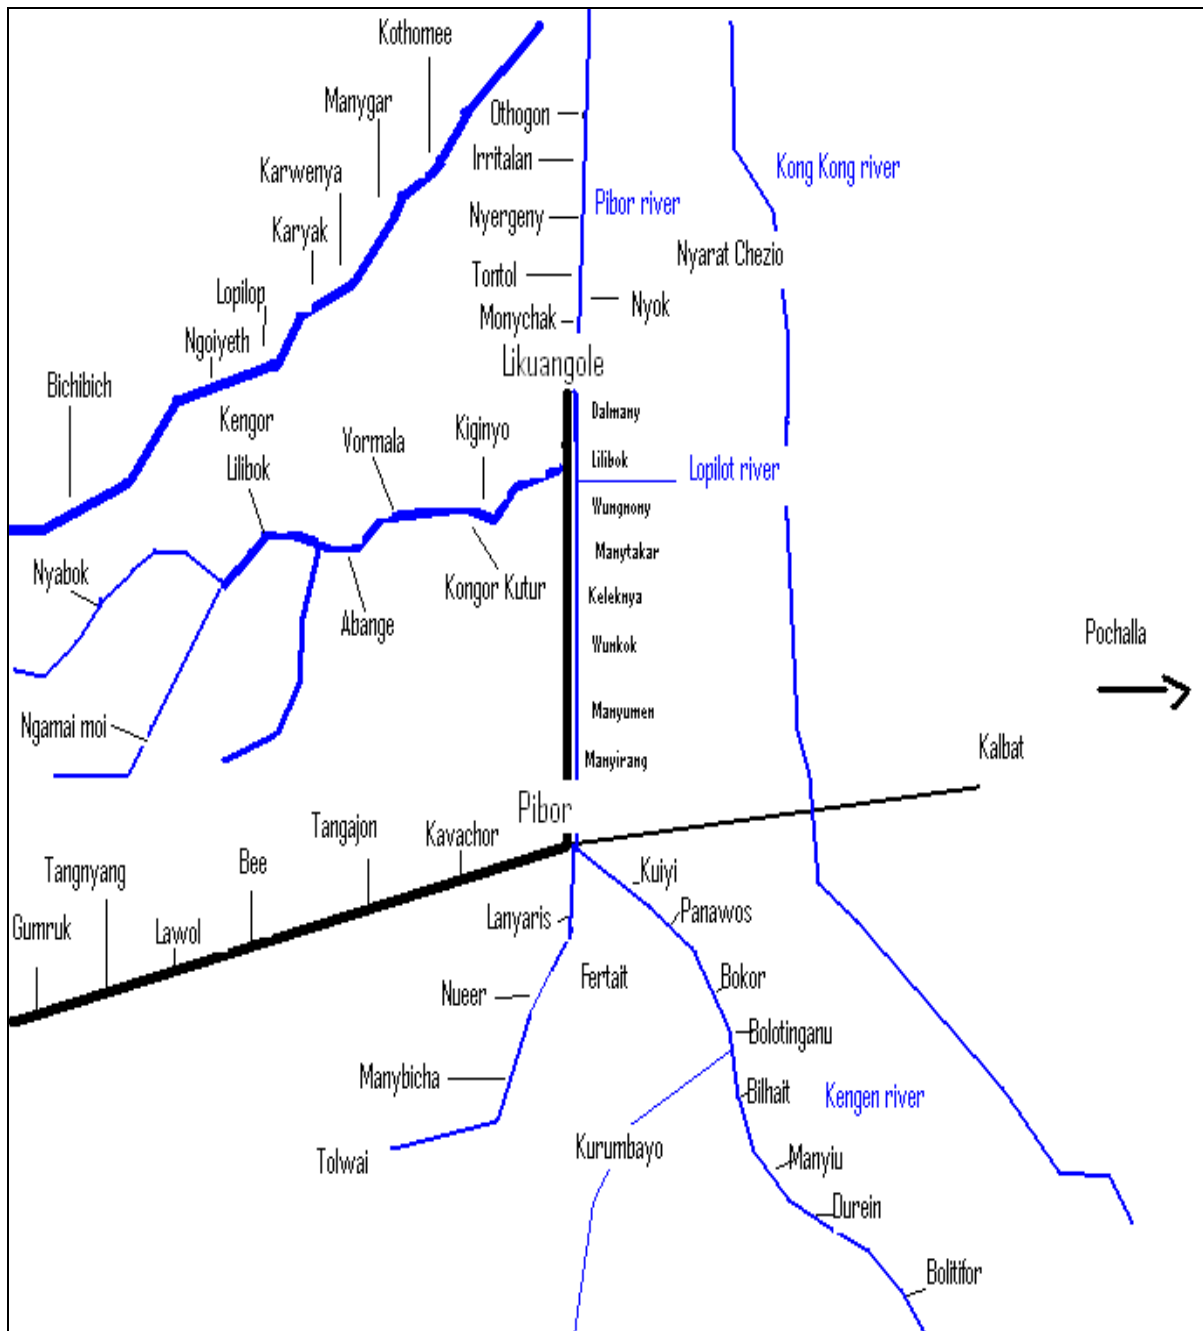 Kothomee
Manygar
Othogon
Irritalan
Karwenya
Kong Kong river
Pibor river
Nyergeny
Karyak
Nyarat Chezio
Tontol
Lopilop
Nyok
Monychak
Ngoiyeth
Likuangole
Bichibich
Dalmany
Kengor
Kiginyo
Vormala
Lilibok
Lilibok
Lopilot river
Wungnony
Manytakar
Nyabok
Kongor Kutur
Keleknya
Abange
Pochalla
Wunkok
Manyumen
Ngamai moi
Kalbat
Manyirang
Pibor
Tangajon
Kavachor
Bee
Tangnyang
Kuiyi
Panawos
Lanyaris
Gumruk
Lawol
Fertait
Bokor
Nueer
Bolotinganu
Manybicha
Bilhait
Kengen river
Kurumbayo
Tolwai
Manyiu
Durein
Bolitifor